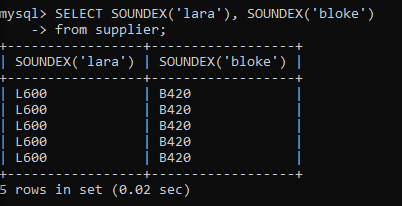 mysql> SELECT SOUNDEX('lara'), SOUNDEX('bloke')
    -> from supplier;
+-----------------+------------------+
| SOUNDEX('lara') | SOUNDEX('bloke') |
+-----------------+------------------+
| L600            | B420             |
| L600            | B420             |
| L600            | B420             |
| L600            | B420             |
| L600            | B420             |
+-----------------+------------------+
5 rows in set (0.02 sec)